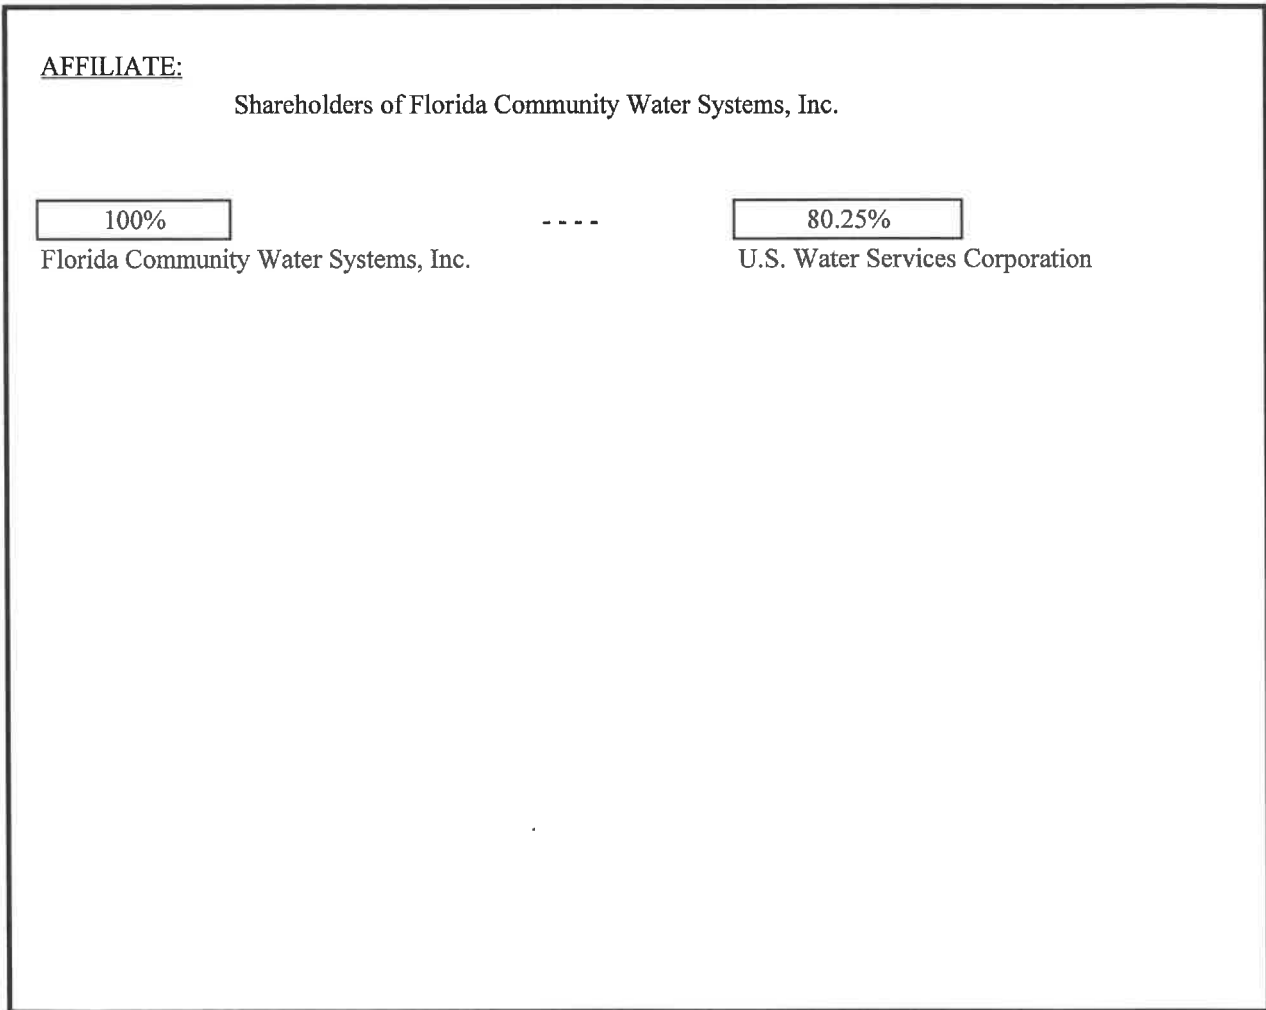 AFFILIATE:
Shareholders of Florida Community Water Systems, Inc.
100% ---- 80.25%
Florida Community Water Systems, Inc. U.S. Water Services Corporation